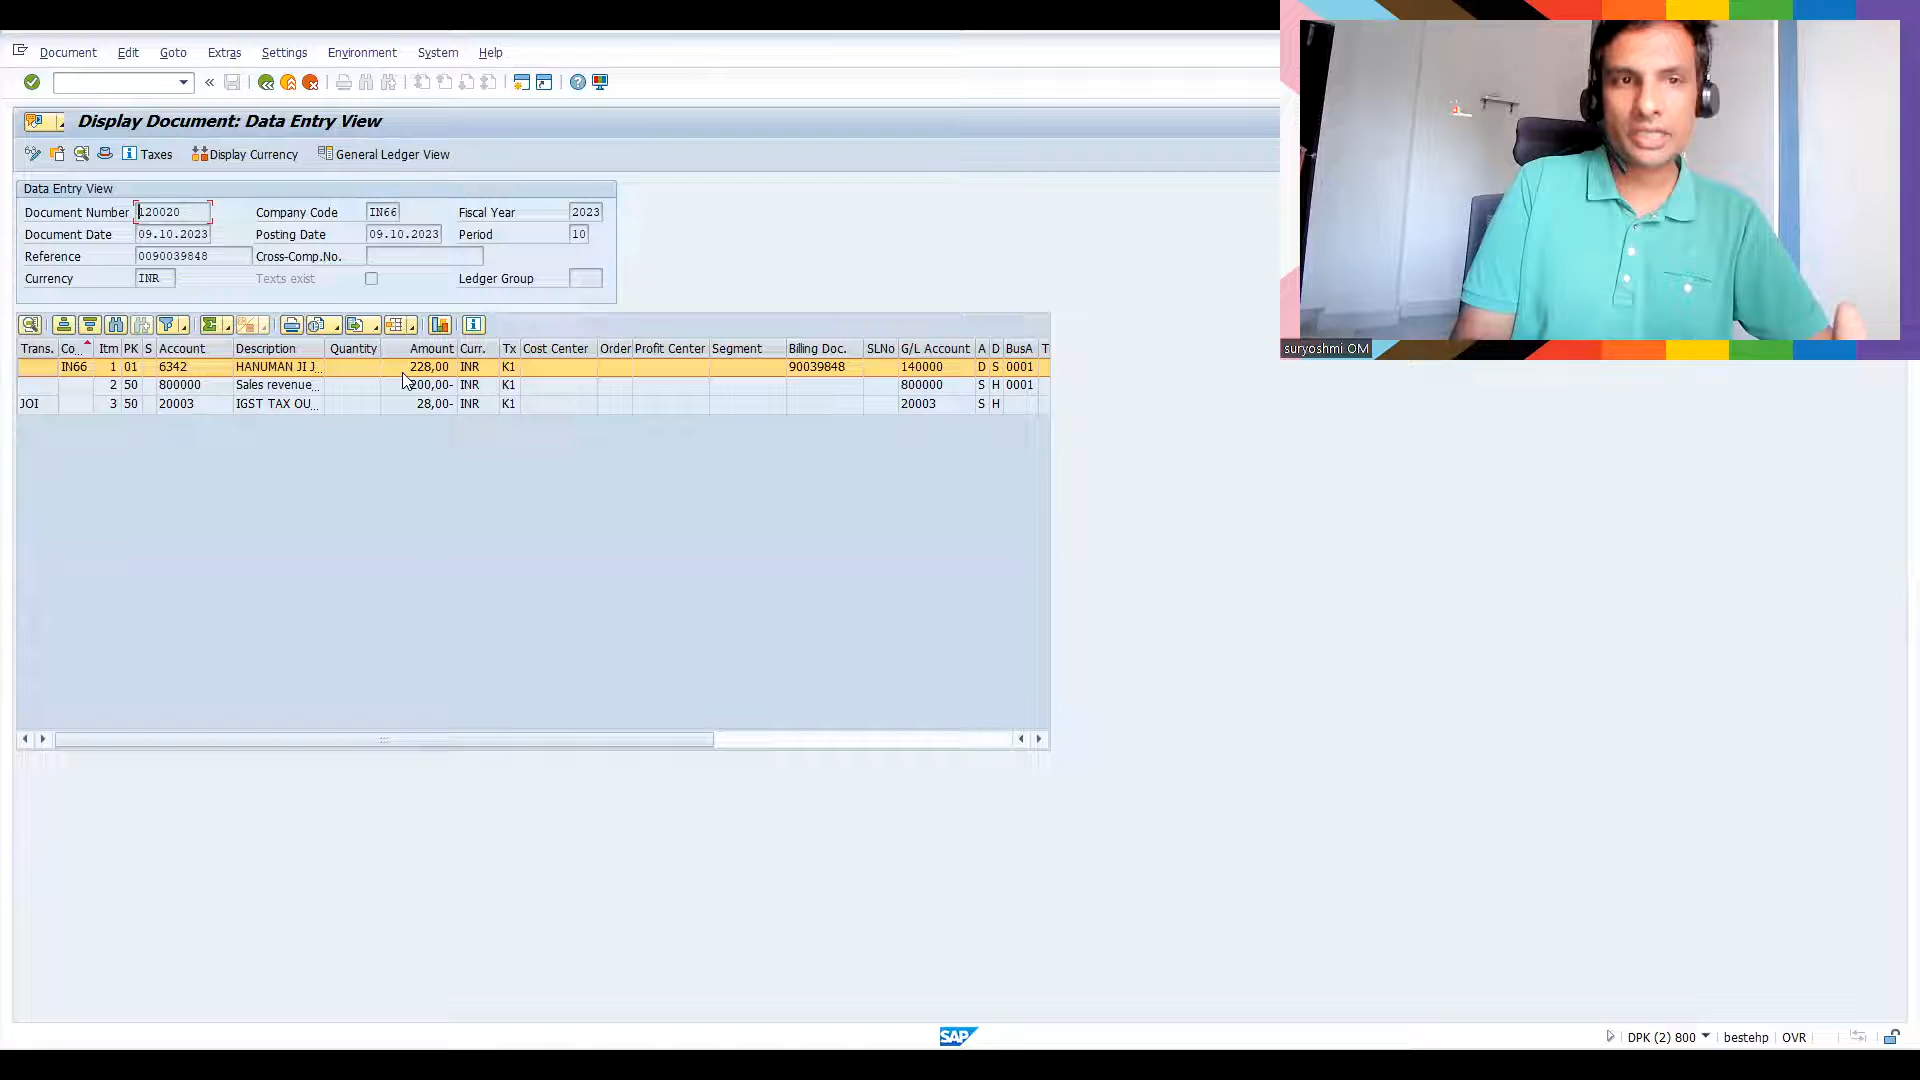 Document Edit Goto Extras Settings Environment System Help
Display Document: Data Entry View
Taxes Display Currency General Ledger View
Data Entry View
Document Number 120020 Company Code IN66 Fiscal Year 2023
Document Date 09.10.2023 Posting Date 09.10.2023 Period 10
Reference 0090039848 Cross-Comp.No.
Currency INR Texts exist Ledger Group
Trans. Co... Itm PK S Account Description Quantity Amount Curr. Tx Cost Center Order Profit Center Segment Billing Doc. SLNo G/L Account A D BusA T
IN66 1 01 6342 HANUMAN JI J... 228,00 INR K1 90039848 140000 D S 0001
2 50 800000 Sales revenue... 200,00- INR K1 800000 S H 0001
JOI 3 50 20003 IGST TAX OU... 28,00- INR K1 20003 S H
suryoshmi OM
SAP
DPK (2) 800 bestehp OVR